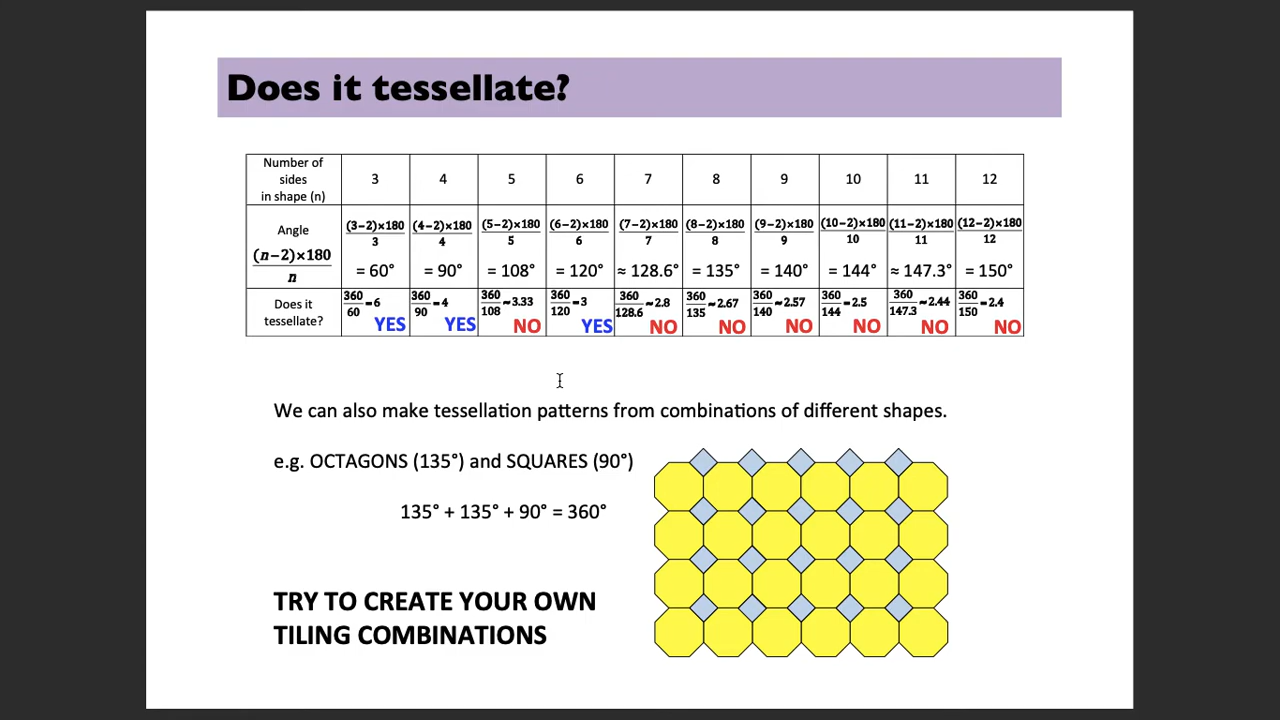 Does it tessellate?
Number of sides in shape (n) 3 4 5 6 7 8 9 10 11 12
Angle (n−2)×180/n (3−2)×180/3 (4−2)×180/4 (5−2)×180/5 (6−2)×180/6 (7−2)×180/7 (8−2)×180/8 (9−2)×180/9 (10−2)×180/10 (11−2)×180/11 (12−2)×180/12
= 60° = 90° = 108° = 120° ≈ 128.6° = 135° = 140° = 144° ≈ 147.3° = 150°
Does it tessellate? 360/60=6 360/90=4 360/108≈3.33 360/120=3 360/128.6≈2.8 360/135≈2.67 360/140≈2.57 360/144=2.5 360/147.3≈2.44 360/150=2.4
YES YES NO YES NO NO NO NO NO NO
We can also make tessellation patterns from combinations of different shapes.
e.g. OCTAGONS (135°) and SQUARES (90°)
135° + 135° + 90° = 360°
TRY TO CREATE YOUR OWN
TILING COMBINATIONS